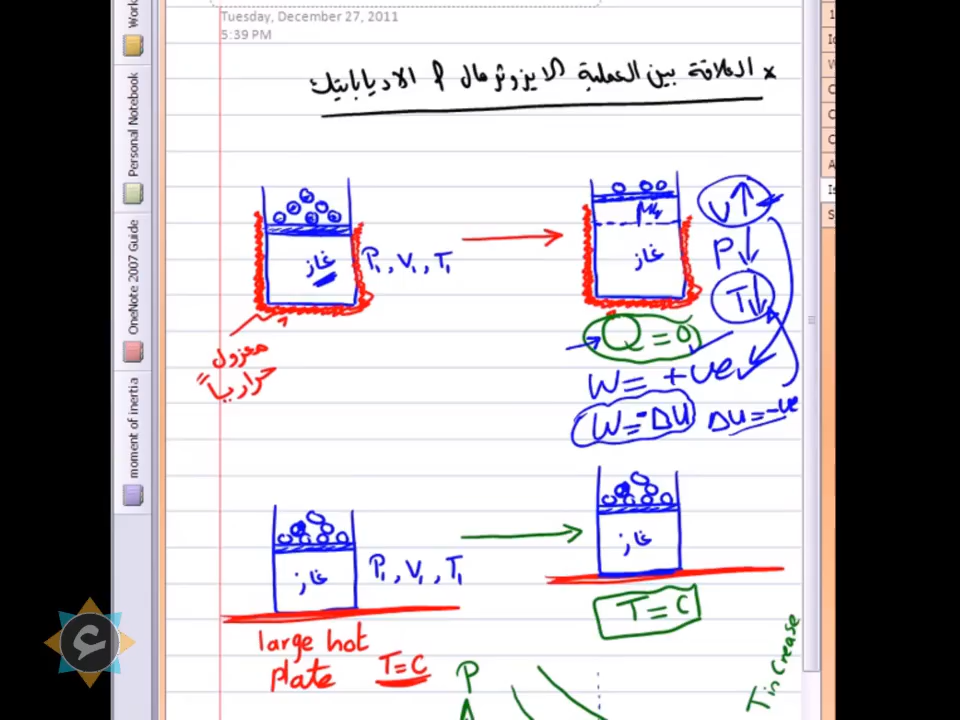 Tuesday, December 27, 2011
5:39 PM
* العلاقة بين العملية الايزوثرمال و الاديباباتيك
غاز
P₁, V₁, T₁
معزول
حرارياً
غاز
V↑
P↓
T↓
Q = 0
W = +ve
W = -ΔU
ΔU = -ve
غاز
P₁, V₁, T₁
large hot
plate
T = C
غاز
T = C
P
T increase
Personal Notebook
OneNote 2007 Guide
moment of inertia